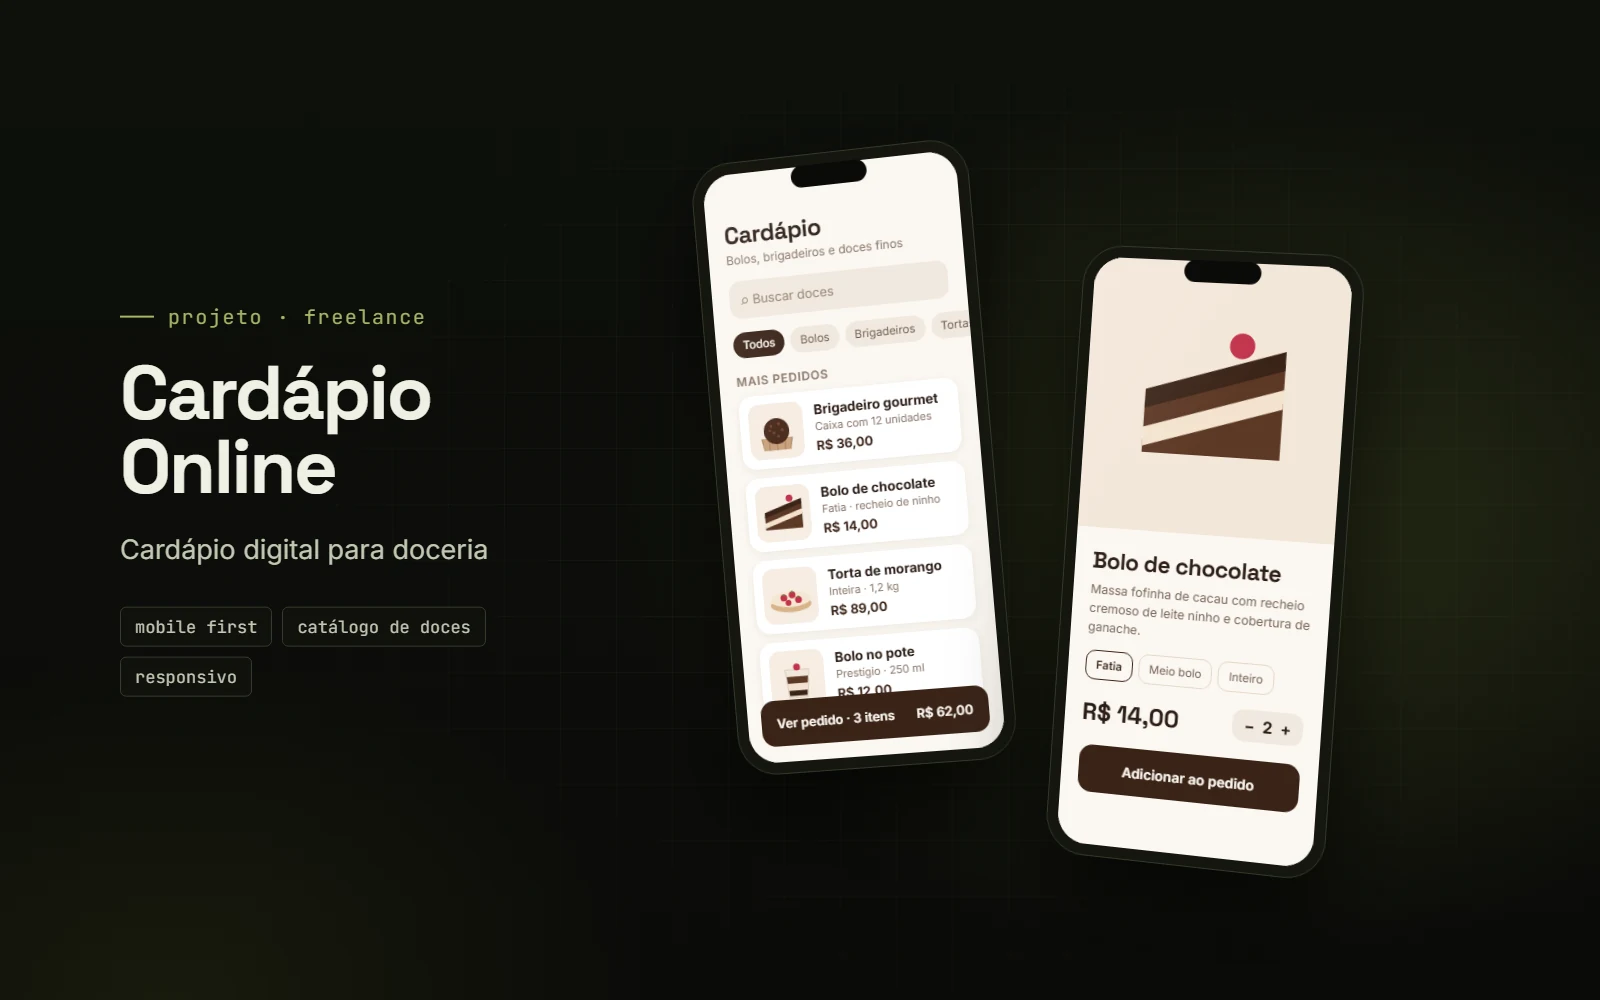 projeto · freelance
Cardápio
Online
Cardápio digital para doceria
mobile first
catálogo de doces
responsivo
Cardápio
Bolos, brigadeiros e doces finos
Buscar doces
Todos
Bolos
Brigadeiros
Torta
MAIS PEDIDOS
Brigadeiro gourmet
Caixa com 12 unidades
R$ 36,00
Bolo de chocolate
Fatia · recheio de ninho
R$ 14,00
Torta de morango
Inteira · 1,2 kg
R$ 89,00
Bolo no pote
Prestígio · 250 ml
R$ 12,00
Ver pedido · 3 itens R$ 62,00
Bolo de chocolate
Massa fofinha de cacau com recheio
cremoso de leite ninho e cobertura de
ganache.
Fatia
Meio bolo
Inteiro
R$ 14,00
– 2 +
Adicionar ao pedido